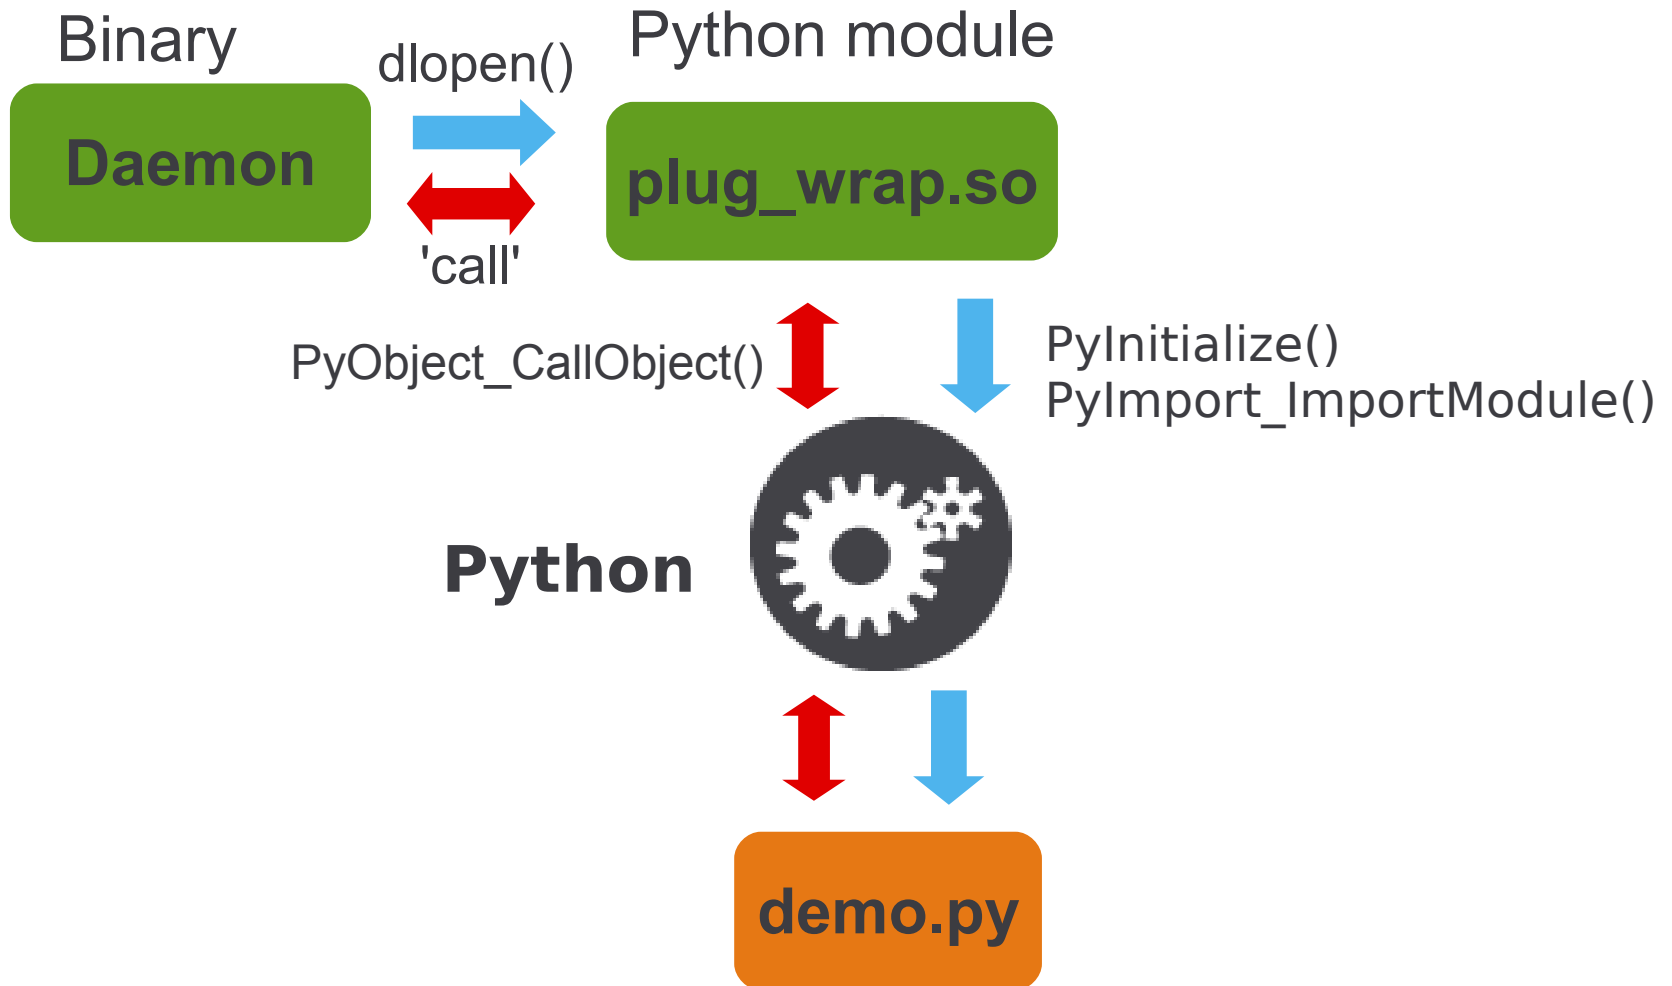 Binary
Python module
dlopen()
Daemon
plug_wrap.so
'call'
PyObject_CallObject()
PyInitialize()
PyImport_ImportModule()
Python
demo.py